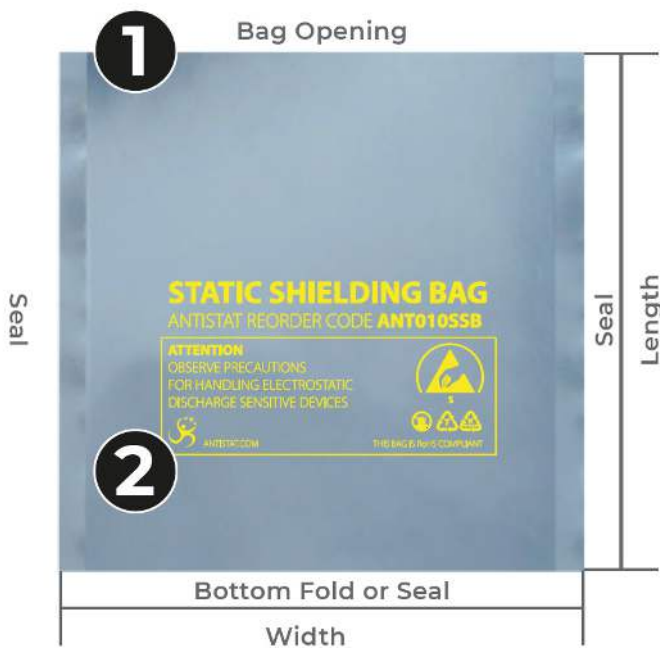 1
Bag Opening
Seal
STATIC SHIELDING BAG
ANTISTAT REORDER CODE ANT010SSB
ATTENTION
OBSERVE PRECAUTIONS
FOR HANDLING ELECTROSTATIC
DISCHARGE SENSITIVE DEVICES
S
ANTISTAT.COM
THIS BAG IS RoHS COMPLIANT
2
Seal
Length
Bottom Fold or Seal
Width